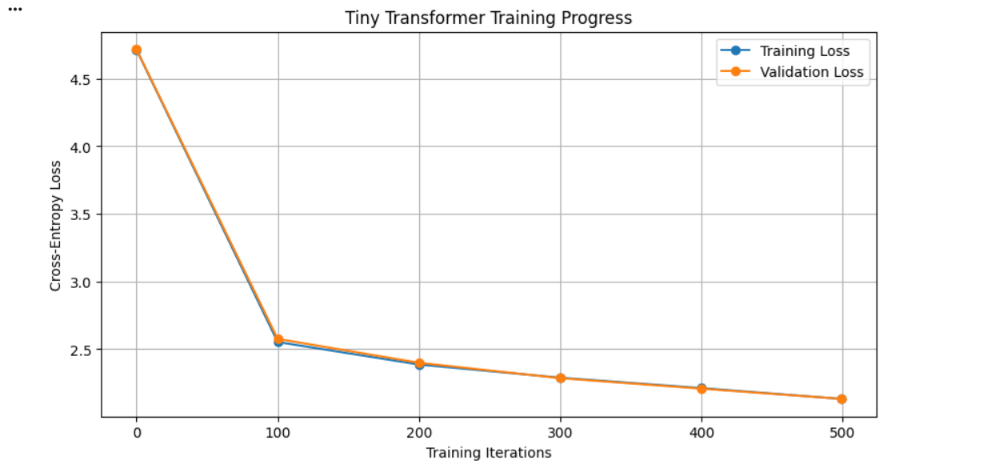 ...
Tiny Transformer Training Progress
Training Loss
Validation Loss
4.5
4.0
3.5
3.0
2.5
Cross-Entropy Loss
0 100 200 300 400 500
Training Iterations